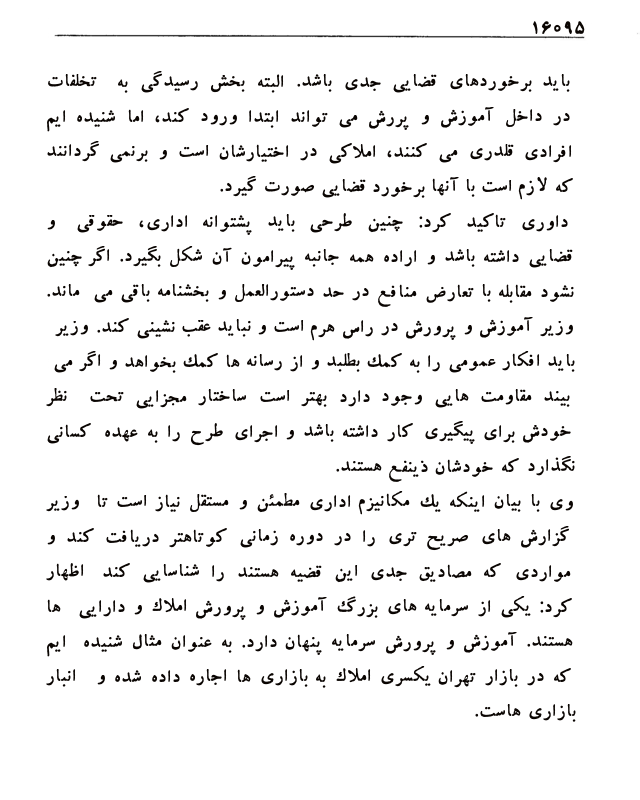 ۱۶۰۹۵
باید برخوردهای قضایی جدی باشد. البته بخش رسیدگی به تخلفات
در داخل آموزش و پررش می تواند ابتدا ورود کند، اما شنیده ایم
افرادی قلدری می کنند، املاکی در اختیارشان است و برنمی گردانند
که لازم است با آنها برخورد قضایی صورت گیرد.
داوری تاکید کرد: چنین طرحی باید پشتوانه اداری، حقوقی و
قضایی داشته باشد و اراده همه جانبه پیرامون آن شکل بگیرد. اگر چنین
نشود مقابله با تعارض منافع در حد دستورالعمل و بخشنامه باقی می ماند.
وزیر آموزش و پرورش در راس هرم است و نباید عقب نشینی کند. وزیر
باید افکار عمومی را به کمک بطلبد و از رسانه ها کمک بخواهد و اگر می
بیند مقاومت هایی وجود دارد بهتر است ساختار مجزایی تحت نظر
خودش برای پیگیری کار داشته باشد و اجرای طرح را به عهده کسانی
نگذارد که خودشان ذینفع هستند.
وی با بیان اینکه یک مکانیزم اداری مطمئن و مستقل نیاز است تا وزیر
گزارش های صریح تری را در دوره زمانی کوتاهتر دریافت کند و
مواردی که مصادیق جدی این قضیه هستند را شناسایی کند اظهار
کرد: یکی از سرمایه های بزرگ آموزش و پرورش املاک و دارایی ها
هستند. آموزش و پرورش سرمایه پنهان دارد. به عنوان مثال شنیده ایم
که در بازار تهران یکسری املاک به بازاری ها اجاره داده شده و انبار
بازاری هاست.